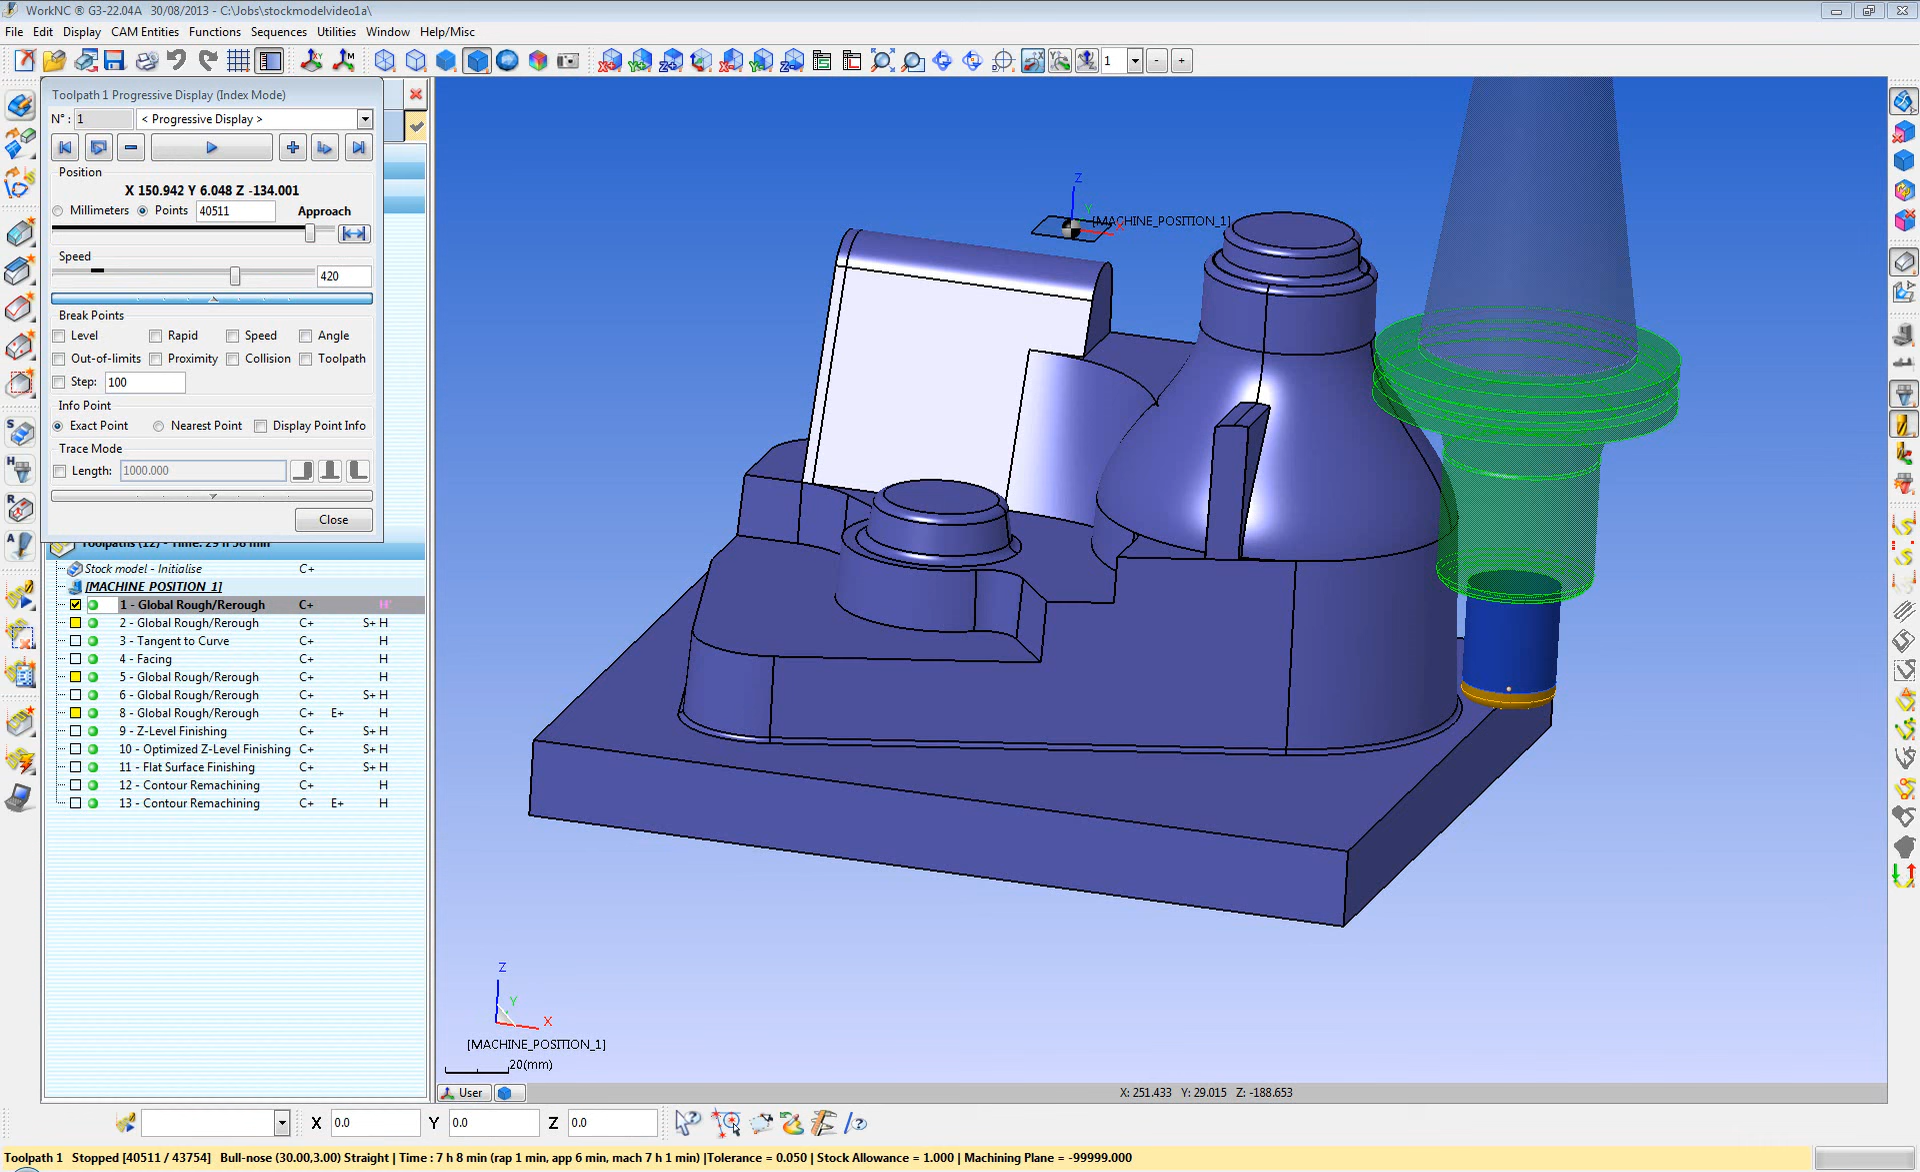 WorkNC ® G3-22.04A 30/08/2013 - C:\Jobs\stockmodelvideo1a\
File Edit Display CAM Entities Functions Sequences Utilities Window Help/Misc
1 - +
Toolpath 1 Progressive Display (Index Mode)
N° : 1 < Progressive Display >
Position
X 150.942 Y 6.048 Z -134.001
Millimeters Points 40511 Approach
Speed
420
Break Points
Level Rapid Speed Angle
Out-of-limits Proximity Collision Toolpath
Step: 100
Info Point
Exact Point Nearest Point Display Point Info
Trace Mode
Length: 1000.000
Close
Toolpaths (12) - Time: 29 h 58 min
Stock model - Initialise C+
[MACHINE POSITION 1]
1 - Global Rough/Rerough C+ H'
2 - Global Rough/Rerough C+ S+ H
3 - Tangent to Curve C+ H
4 - Facing C+ H
5 - Global Rough/Rerough C+ H
6 - Global Rough/Rerough C+ S+ H
8 - Global Rough/Rerough C+ E+ H
9 - Z-Level Finishing C+ S+ H
10 - Optimized Z-Level Finishing C+ S+ H
11 - Flat Surface Finishing C+ S+ H
12 - Contour Remachining C+ H
13 - Contour Remachining C+ E+ H
Z
Y
[MACHINE_POSITION_1]
X
Z
Y
X
[MACHINE_POSITION_1]
20(mm)
User
X: 251.433 Y: 29.015 Z: -188.653
X 0.0 Y 0.0 Z 0.0
Toolpath 1 Stopped [40511 / 43754] Bull-nose (30.00,3.00) Straight | Time : 7 h 8 min (rap 1 min, app 6 min, mach 7 h 1 min) |Tolerance = 0.050 | Stock Allowance = 1.000 | Machining Plane = -99999.000